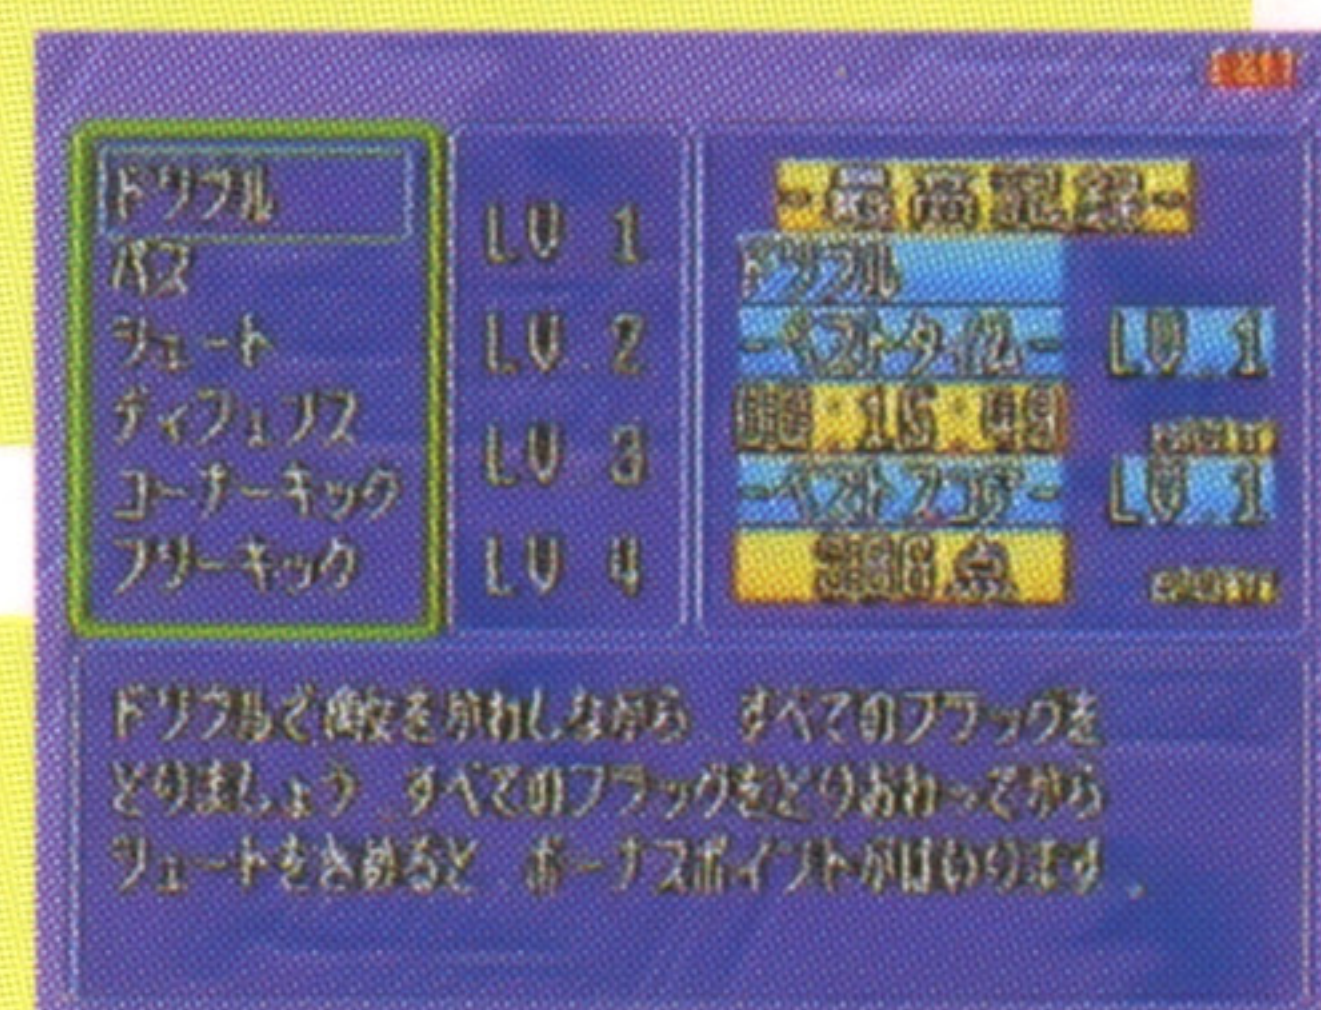 ドリブル
パス
シュート
ディフェンス
コーナーキック
フリーキック
LV 1
LV 2
LV 3
LV 4
-最高記録-
ドリブル
-ベストタイム-
LV 1
-ベストスコア-
LV 1
点
ドリブルで敵をかわしながら すべてのフラッグを
とりましょう すべてのフラッグをとりおわってから
シュートをきめると ボーナスポイントがはいります。